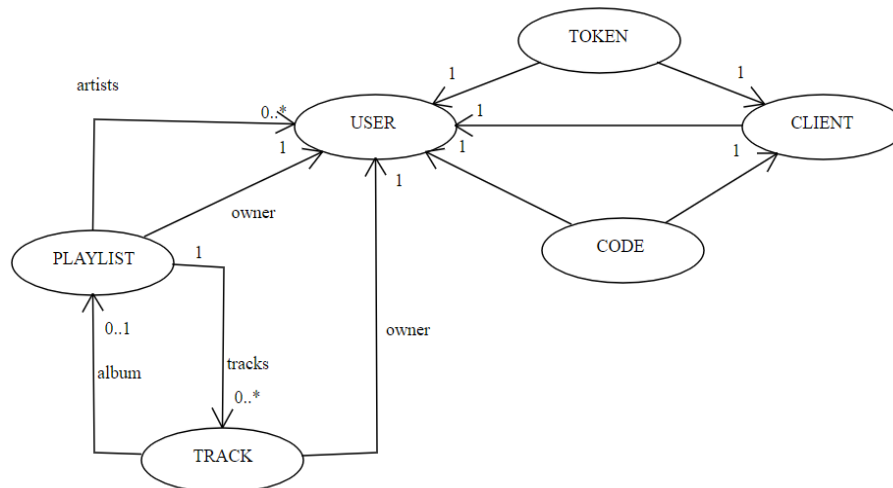 TOKEN
1
1
artists
0..*
USER
1
CLIENT
1
1
1
1
owner
CODE
PLAYLIST
1
0..1
owner
album
tracks
0..*
TRACK